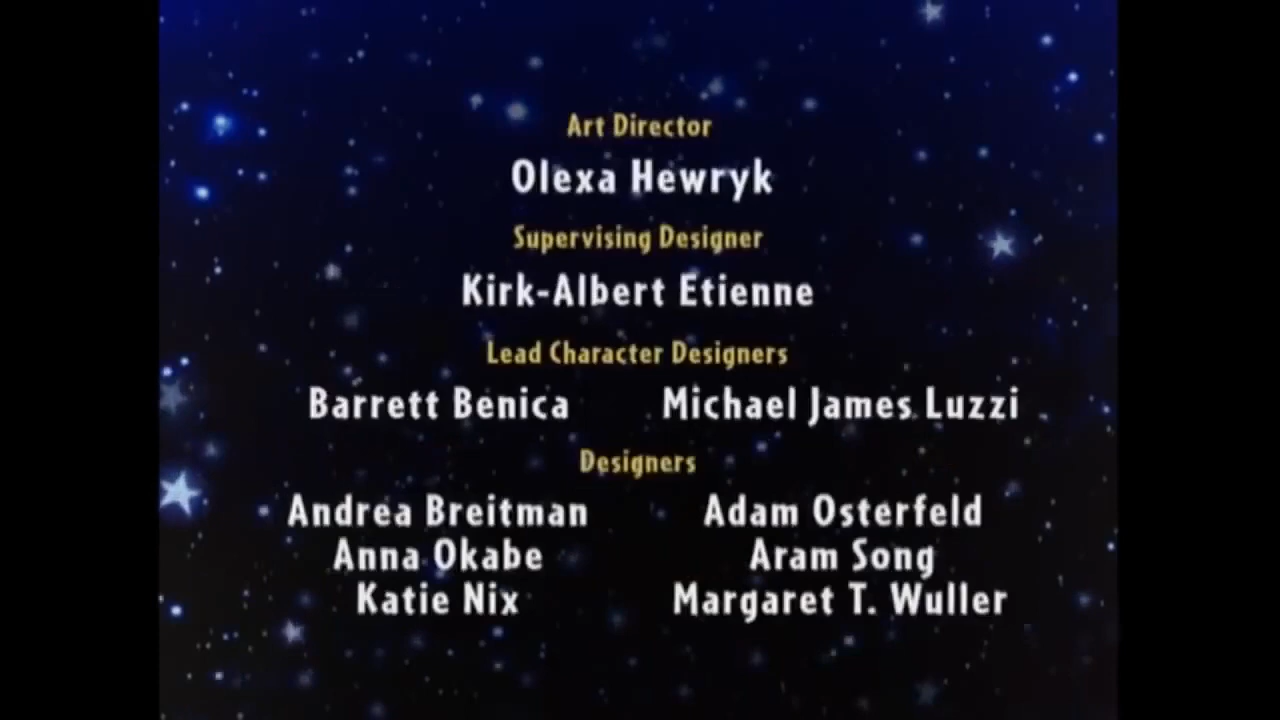 Art Director
Olexa Hewryk
Supervising Designer
Kirk-Albert Etienne
Lead Character Designers
Barrett Benica Michael James Luzzi
Designers
Andrea Breitman Adam Osterfeld
Anna Okabe Aram Song
Katie Nix Margaret T. Wuller